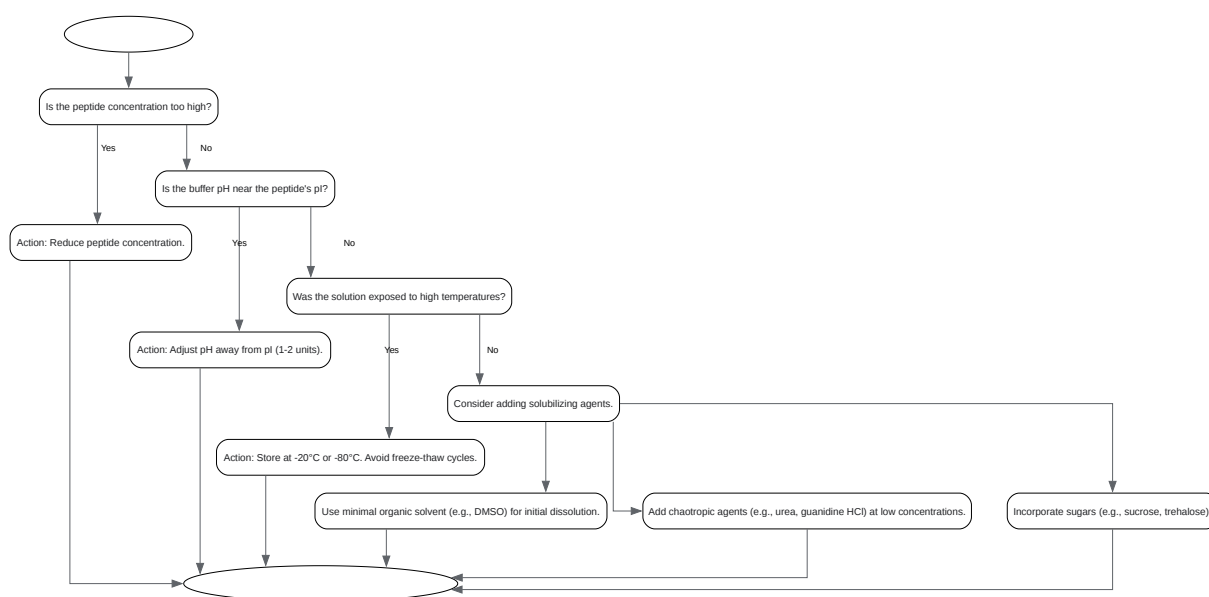 Is the peptide concentration too high?
Yes
No
Is the buffer pH near the peptide's pI?
Action: Reduce peptide concentration.
Yes
No
Was the solution exposed to high temperatures?
Action: Adjust pH away from pI (1-2 units).
Yes
No
Consider adding solubilizing agents.
Action: Store at -20°C or -80°C. Avoid freeze-thaw cycles.
Use minimal organic solvent (e.g., DMSO) for initial dissolution.
Add chaotropic agents (e.g., urea, guanidine HCl) at low concentrations.
Incorporate sugars (e.g., sucrose, trehalose)